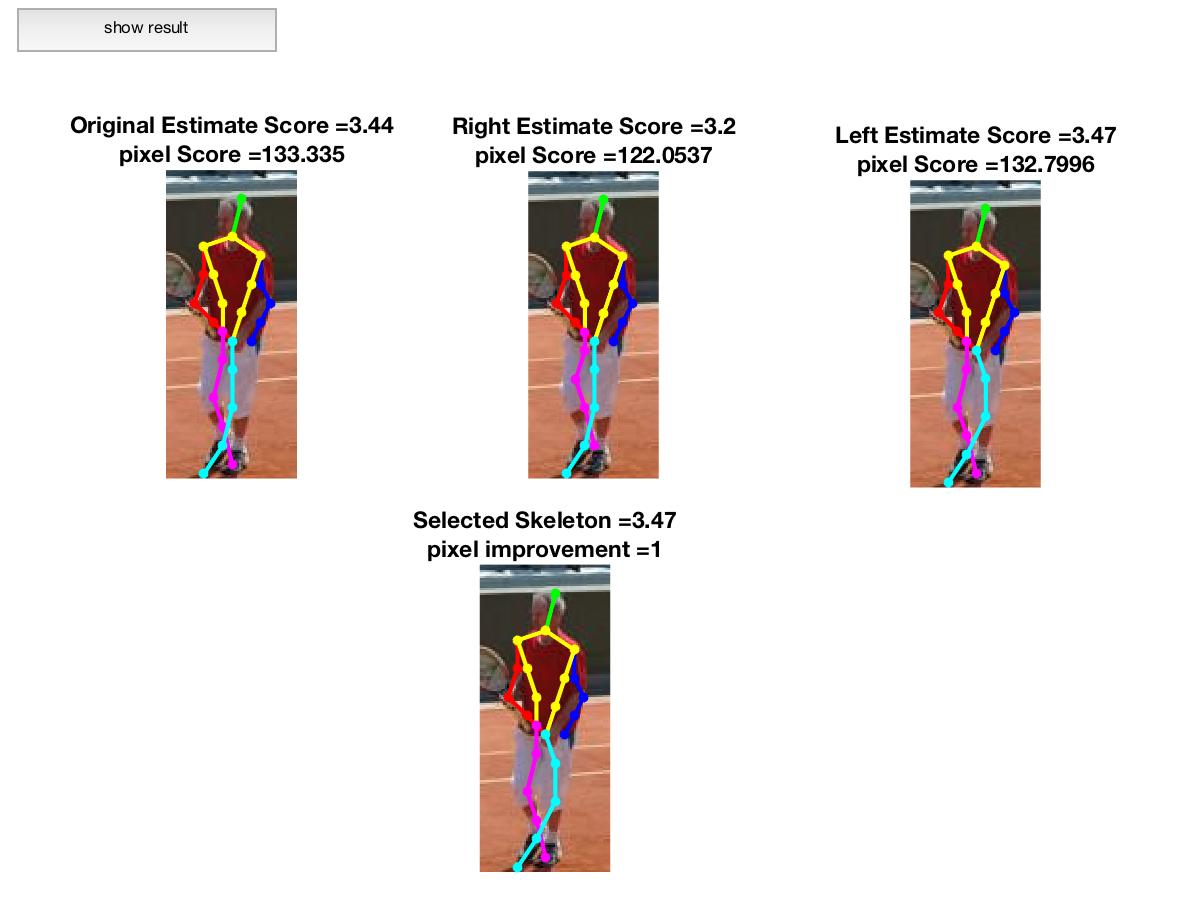 show result
Original Estimate Score =3.44
pixel Score =133.335
Right Estimate Score =3.2
pixel Score =122.0537
Left Estimate Score =3.47
pixel Score =132.7996
Selected Skeleton =3.47
pixel improvement =1